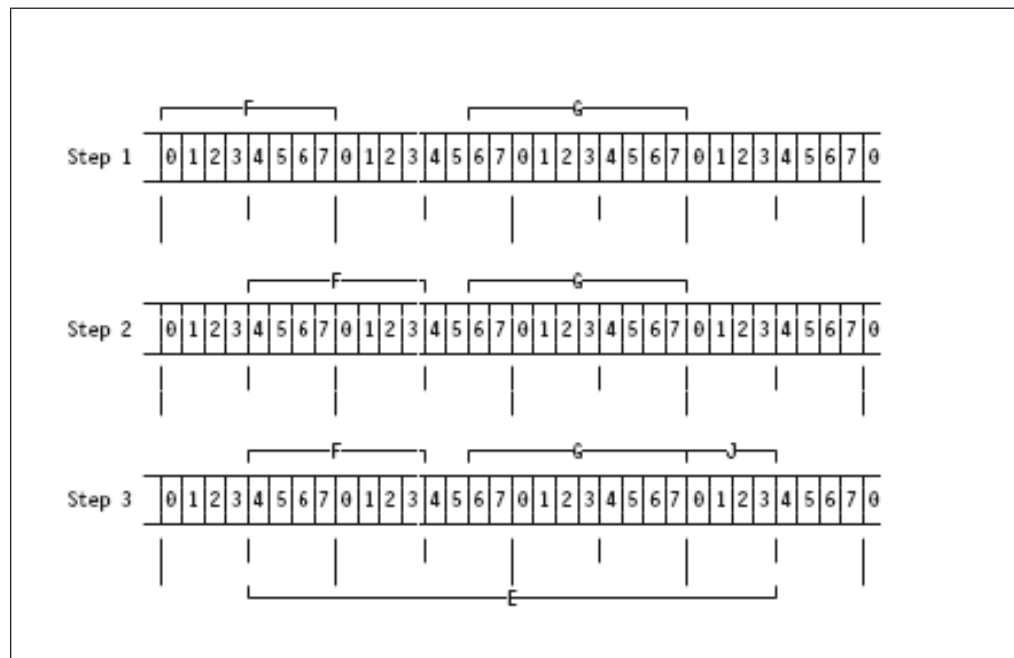 F G
Step 1 0 1 2 3 4 5 6 7 0 1 2 3 4 5 6 7 0 1 2 3 4 5 6 7 0 1 2 3 4 5 6 7 0
F G
Step 2 0 1 2 3 4 5 6 7 0 1 2 3 4 5 6 7 0 1 2 3 4 5 6 7 0 1 2 3 4 5 6 7 0
F G J
Step 3 0 1 2 3 4 5 6 7 0 1 2 3 4 5 6 7 0 1 2 3 4 5 6 7 0 1 2 3 4 5 6 7 0
E